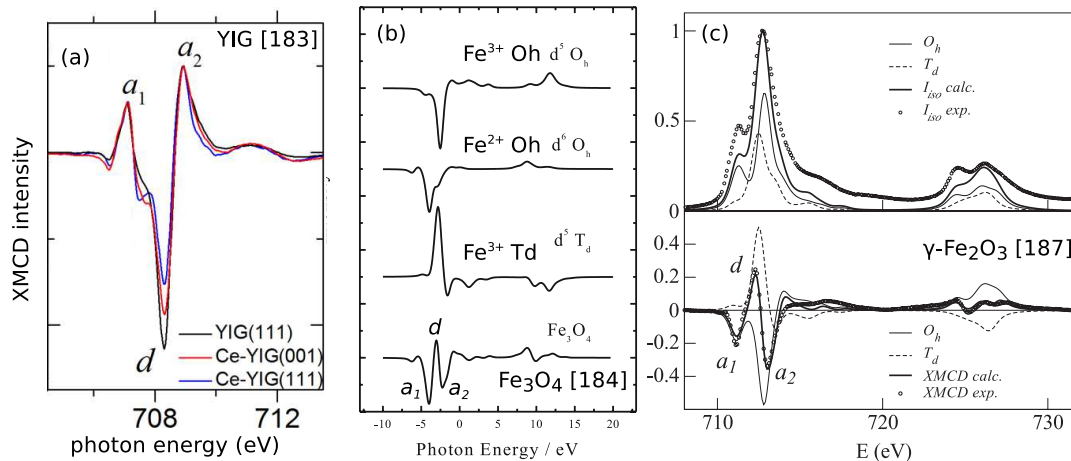 YIG [183]
(a)
a1
a2
d
XMCD intensity
YIG(111)
Ce-YIG(001)
Ce-YIG(111)
708
712
photon energy (eV)
(b)
Fe3+ Oh d5 Oh
Fe2+ Oh d6 Oh
Fe3+ Td d5 Td
d
Fe3O4
a1
a2
Fe3O4 [184]
-10 -5 0 5 10 15 20
Photon Energy / eV
(c)
1
0.5
0
Oh
Td
Iiso calc.
Iiso exp.
γ-Fe2O3 [187]
0.4
0.2
0
-0.2
-0.4
d
a1
a2
Oh
Td
XMCD calc.
XMCD exp.
710 720 730
E (eV)